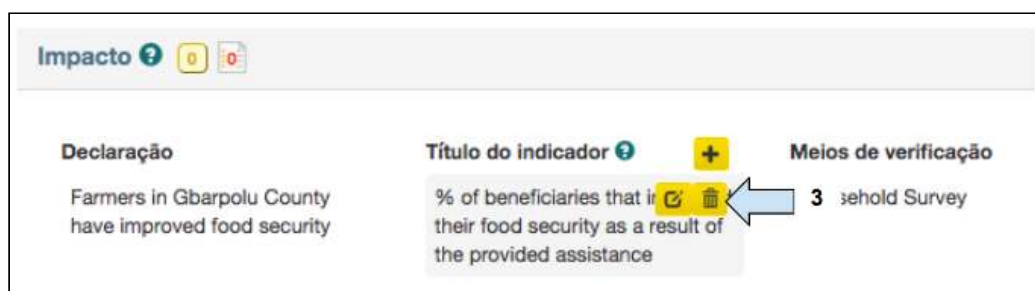 Impacto ? 0 0
Declaração Título do indicador ? + Meios de verificação
Farmers in Gbarpolu County
have improved food security
% of beneficiaries that
their food security as a result of
the provided assistance
3
Survey